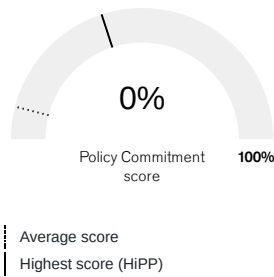 0%
Policy Commitment 100%
score
Average score
Highest score (HiPP)